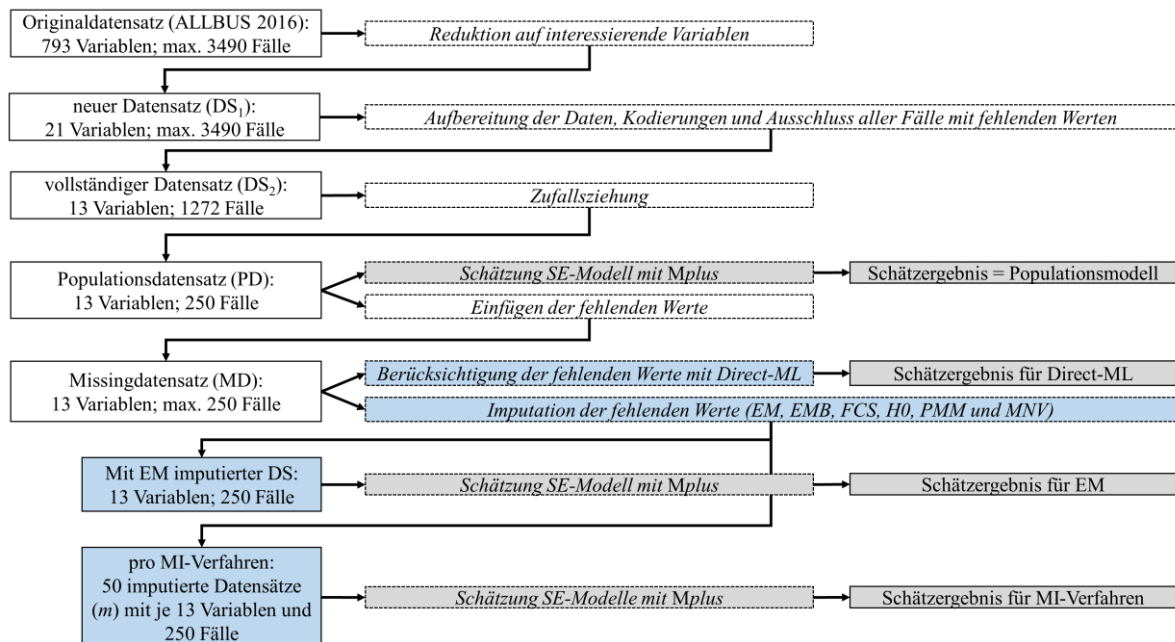 Originaldatensatz (ALLBUS 2016):
793 Variablen; max. 3490 Fälle
Reduktion auf interessierende Variablen
neuer Datensatz (DS₁):
21 Variablen; max. 3490 Fälle
Aufbereitung der Daten, Kodierungen und Ausschluss aller Fälle mit fehlenden Werten
vollständiger Datensatz (DS₂):
13 Variablen; 1272 Fälle
Zufallsziehung
Populationsdatensatz (PD):
13 Variablen; 250 Fälle
Schätzung SE-Modell mit Mplus
Schätzergebnis = Populationsmodell
Einfügen der fehlenden Werte
Missingdatensatz (MD):
13 Variablen; max. 250 Fälle
Berücksichtigung der fehlenden Werte mit Direct-ML
Schätzergebnis für Direct-ML
Imputation der fehlenden Werte (EM, EMB, FCS, H0, PMM und MNV)
Mit EM imputierter DS:
13 Variablen; 250 Fälle
Schätzung SE-Modell mit Mplus
Schätzergebnis für EM
pro MI-Verfahren:
50 imputierte Datensätze
(m) mit je 13 Variablen und
250 Fälle
Schätzung SE-Modelle mit Mplus
Schätzergebnis für MI-Verfahren